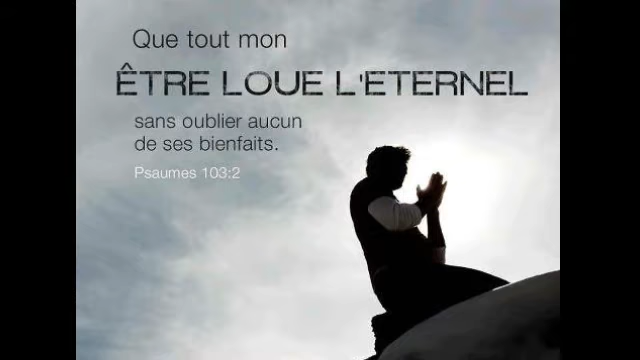 Que tout mon
ÊTRE LOUE L'ETERNEL
sans oublier aucun
de ses bienfaits.
Psaumes 103:2